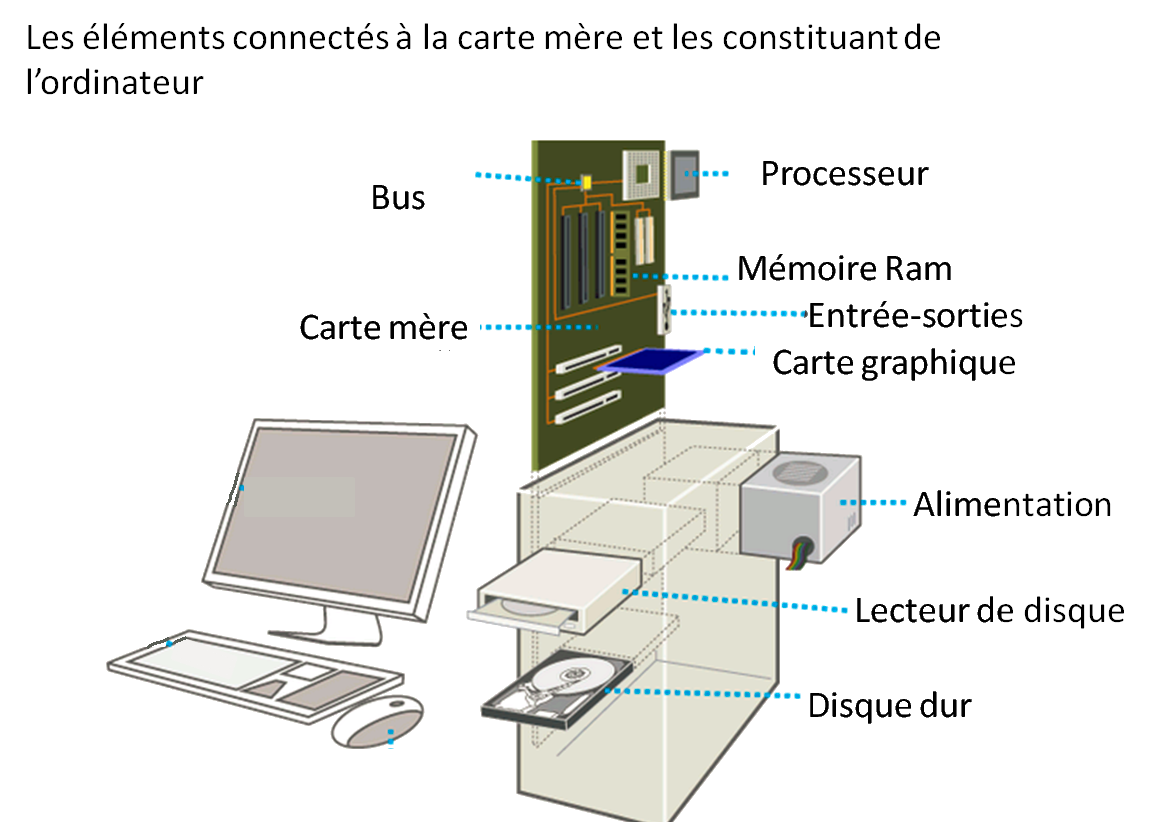 Les éléments connectés à la carte mère et les constituant de
l’ordinateur
Processeur
Bus
Mémoire Ram
Entrée-sorties
Carte mère
Carte graphique
Alimentation
Lecteur de disque
Disque dur